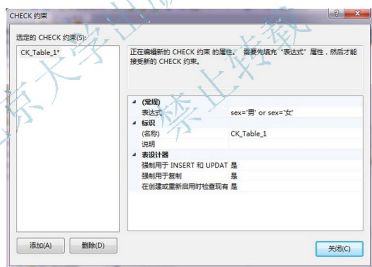 CHECK 约束
选定的 CHECK 约束(S):
CK_Table_1*
正在编辑新的 CHECK 约束 的属性。 需要先填充“表达式”属性，然后才能
接受新的 CHECK 约束。
(常规)
表达式 sex='男' or sex='女'
标识
(名称) CK_Table_1
说明
表设计器
强制用于 INSERT 和 UPDAT 是
强制用于复制 是
在创建或重新启用时检查现有 是
添加(A) 删除(D) 关闭(C)
禁止转载